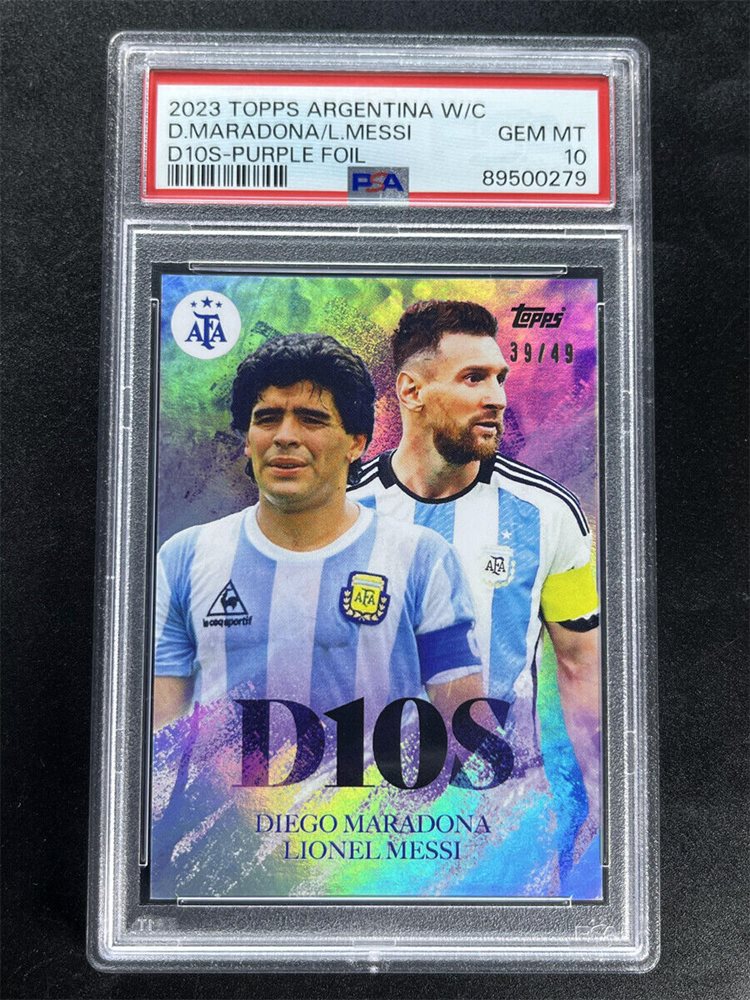 2023 TOPPS ARGENTINA W/C
D.MARADONA/L.MESSI GEM MT
D10S-PURPLE FOIL 10
PSA 89500279
AFA
topps
39/49
AFA
AFA
le coq sportif
D10S
DIEGO MARADONA
LIONEL MESSI